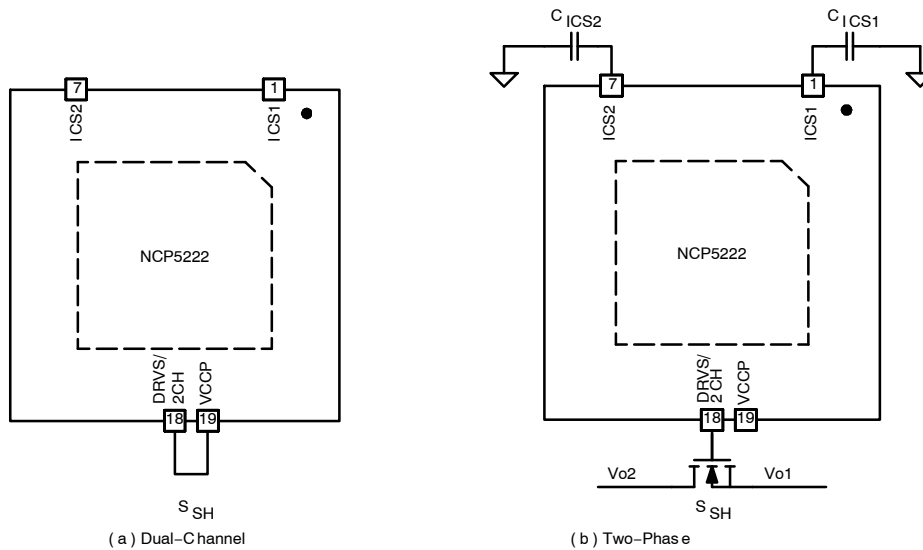 C ICS2
C ICS1
7
1
ICS2
ICS1
NCP5222
DRVS/
2CH
VCCP
18
19
S SH
( a ) Dual-Channel
7
1
ICS2
ICS1
NCP5222
DRVS/
2CH
VCCP
18
19
Vo2
Vo1
S SH
( b ) Two-Phase